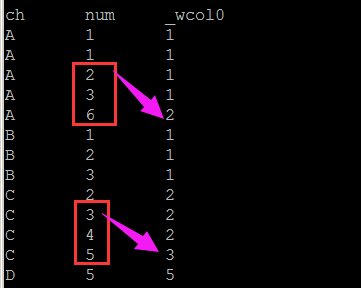 ch num _wcol0
A 1 1
A 1 1
A 2 1
A 3 1
A 6 2
B 1 1
B 2 1
B 3 1
C 2 2
C 3 2
C 4 2
C 5 3
D 5 5